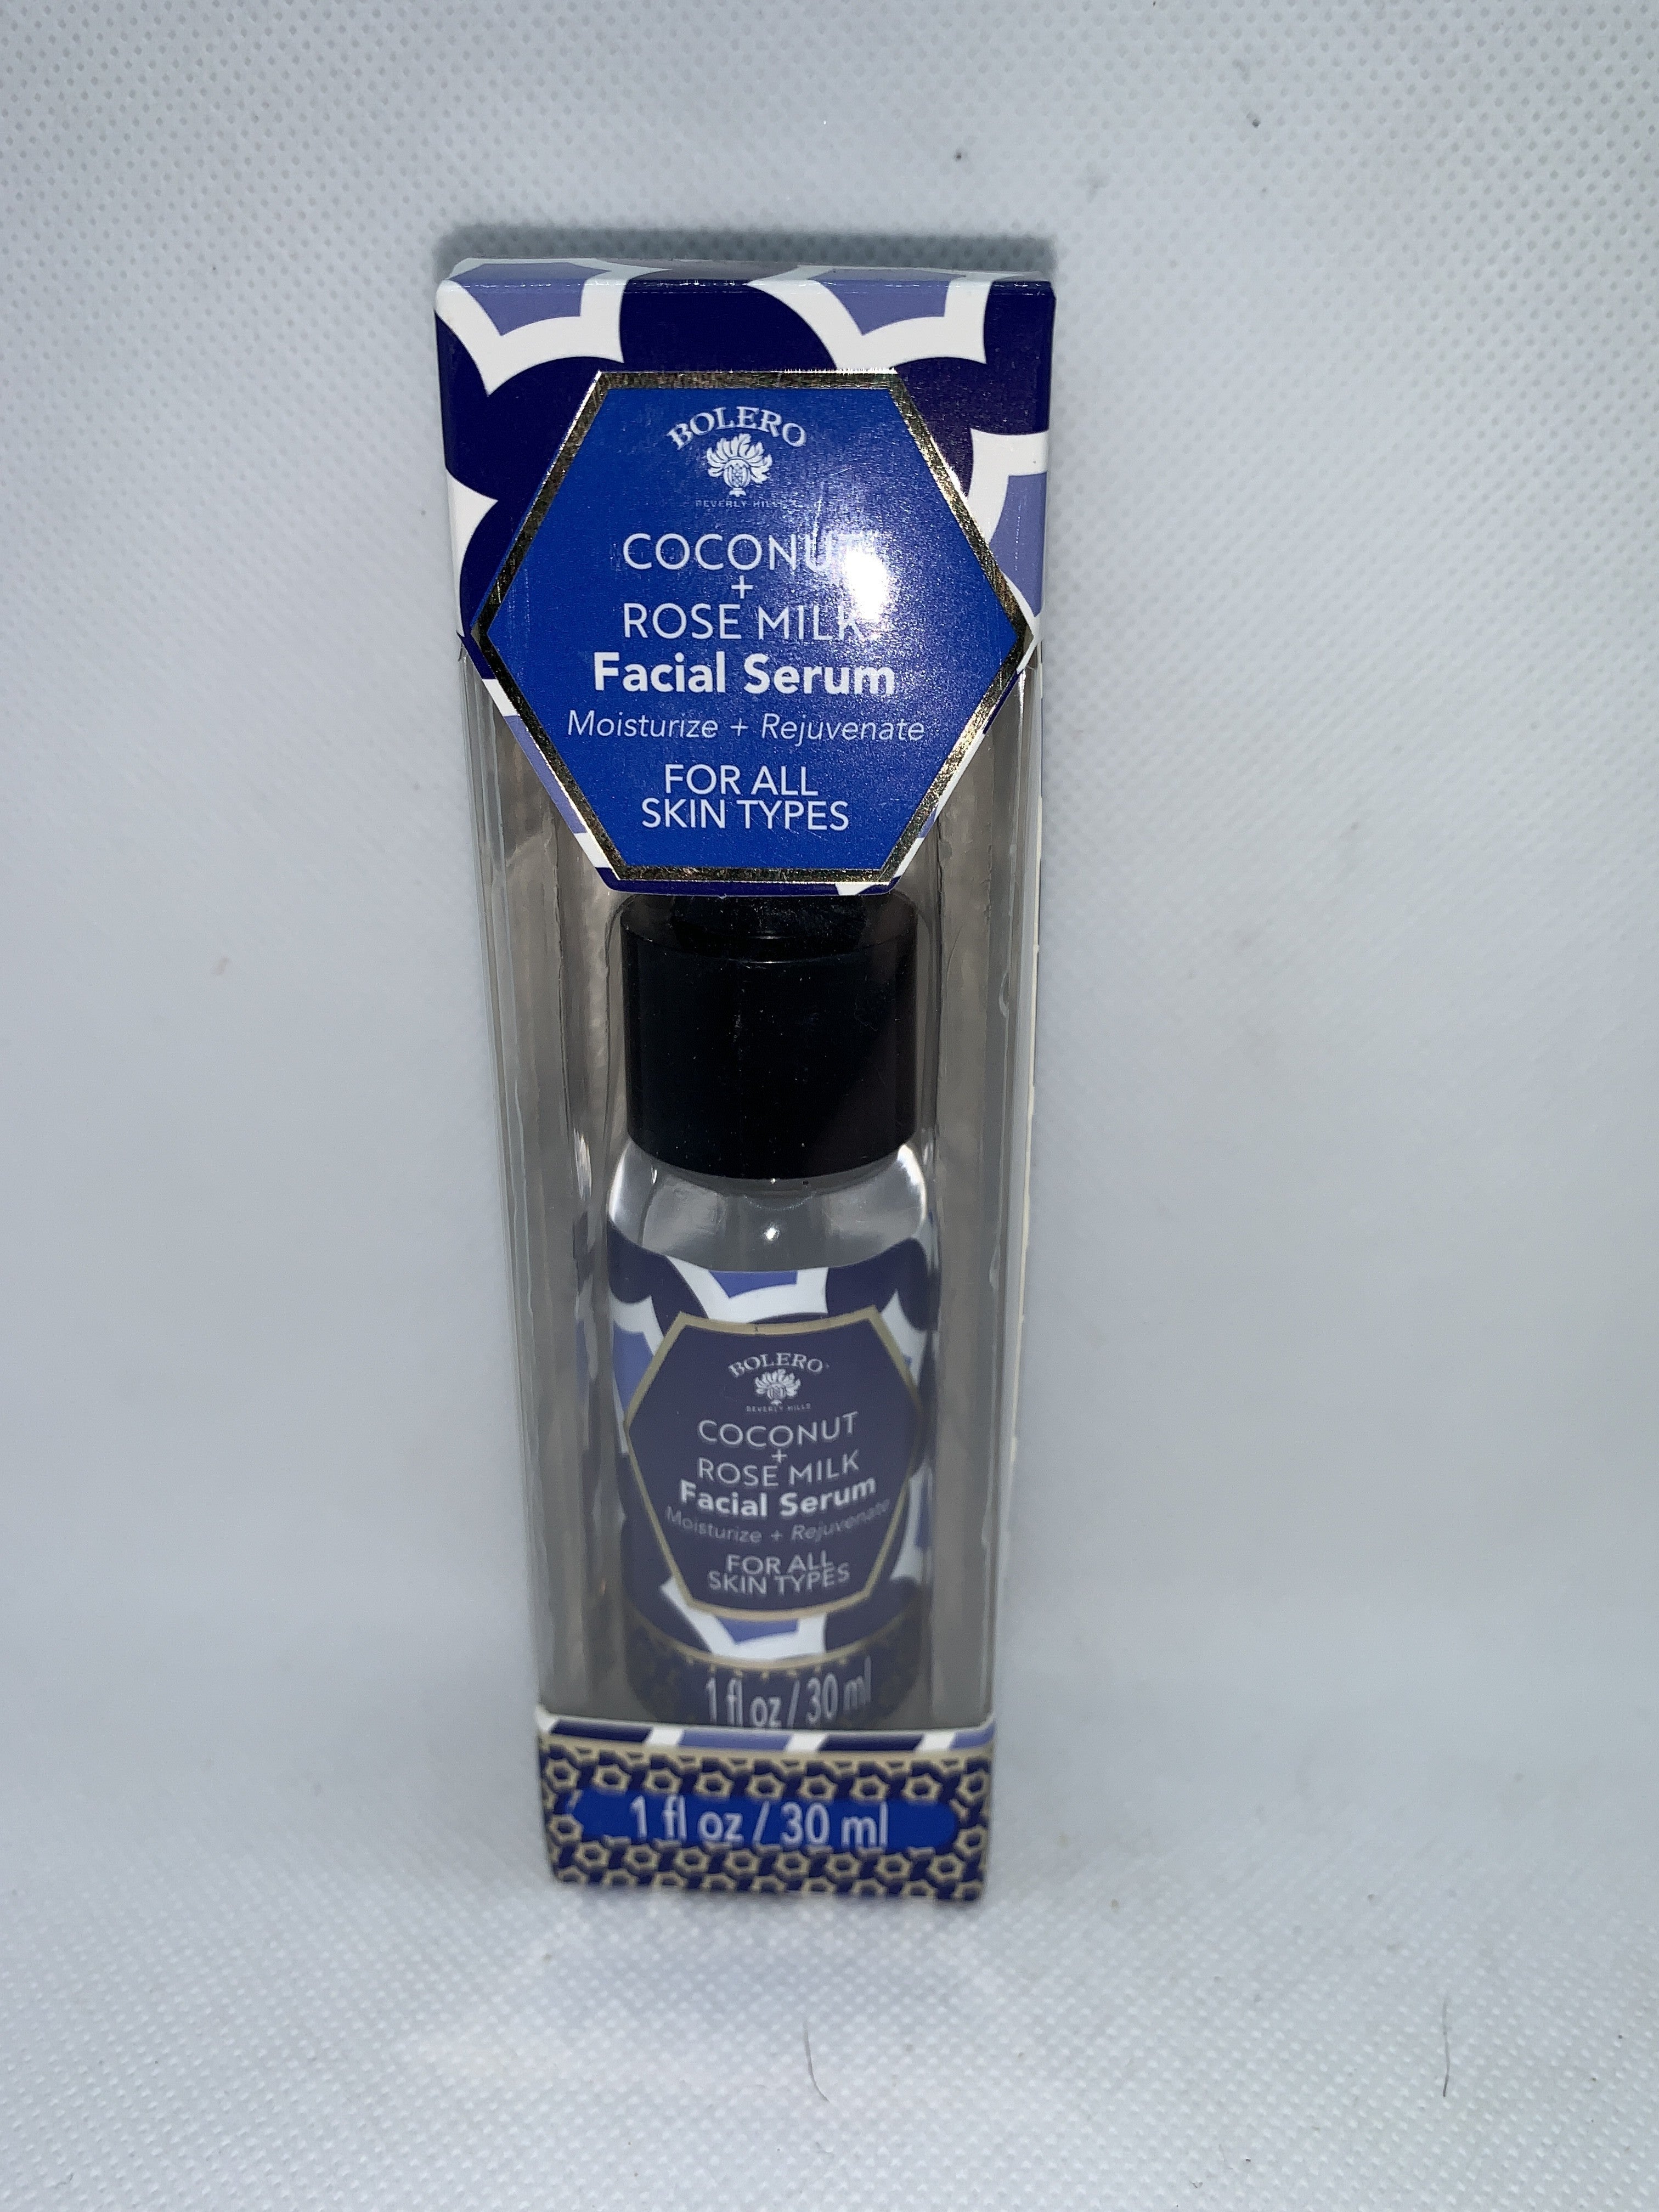 BOLERO
BEVERLY HILLS
COCONUT
+
ROSE MILK
Facial Serum
Moisturize + Rejuvenate
FOR ALL
SKIN TYPES
BOLERO
BEVERLY HILLS
COCONUT
+
ROSE MILK
Facial Serum
Moisturize + Rejuvenate
FOR ALL
SKIN TYPES
1 fl oz / 30 ml
1 fl oz / 30 ml